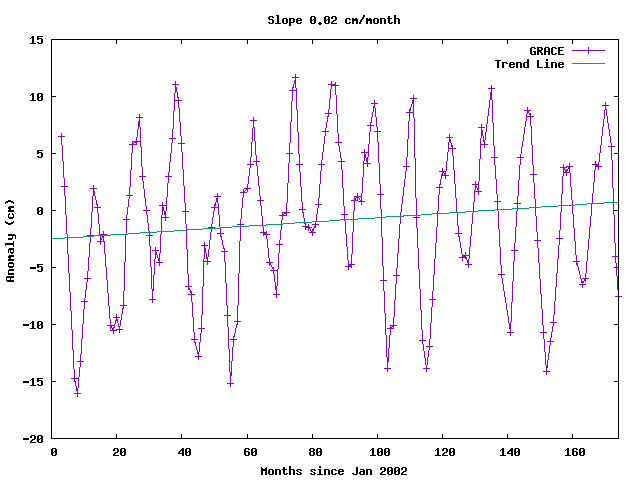 Slope 0.02 cm/month
GRACE
Trend Line
15
10
5
0
-5
-10
-15
-20
Anomaly (cm)
0 20 40 60 80 100 120 140 160
Months since Jan 2002